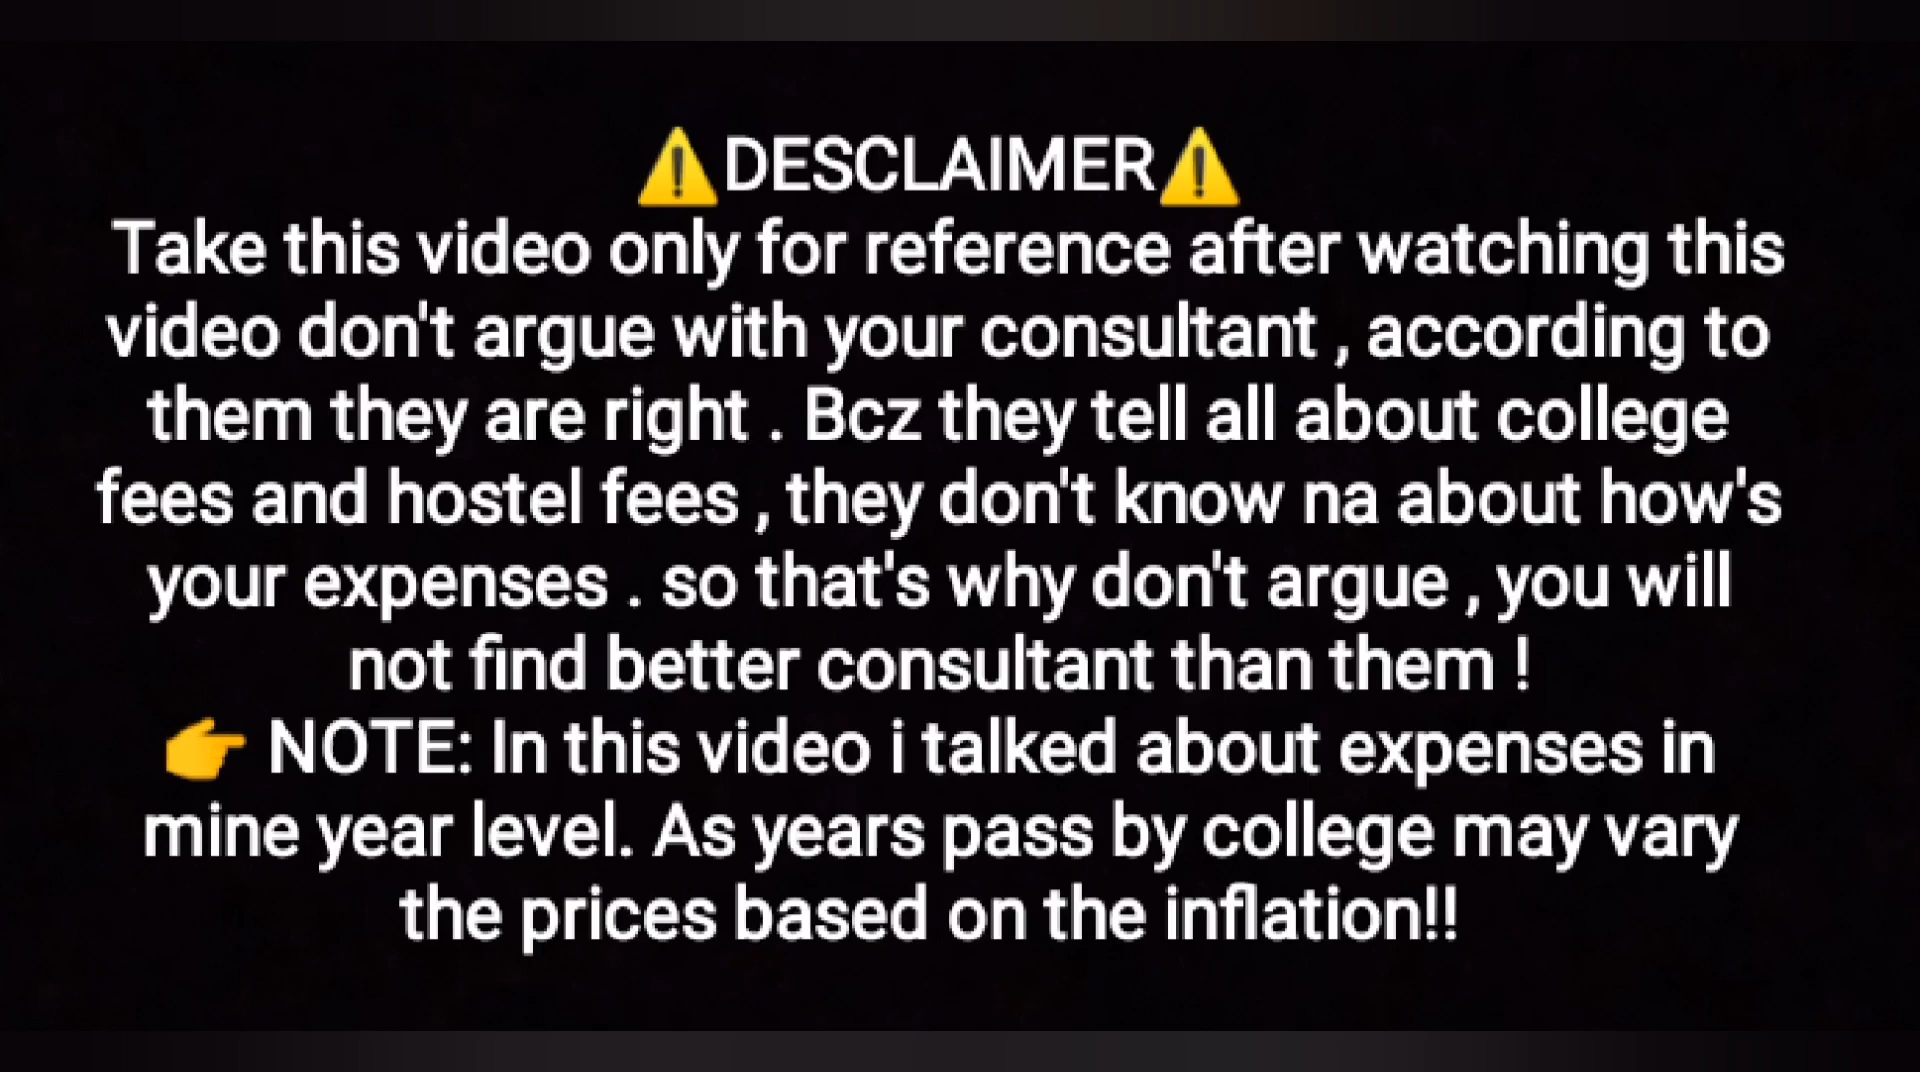 ⚠️DESCLAIMER⚠️
Take this video only for reference after watching this
video don't argue with your consultant , according to
them they are right . Bcz they tell all about college
fees and hostel fees , they don't know na about how's
your expenses . so that's why don't argue , you will
not find better consultant than them !
👉 NOTE: In this video i talked about expenses in
mine year level. As years pass by college may vary
the prices based on the inflation!!